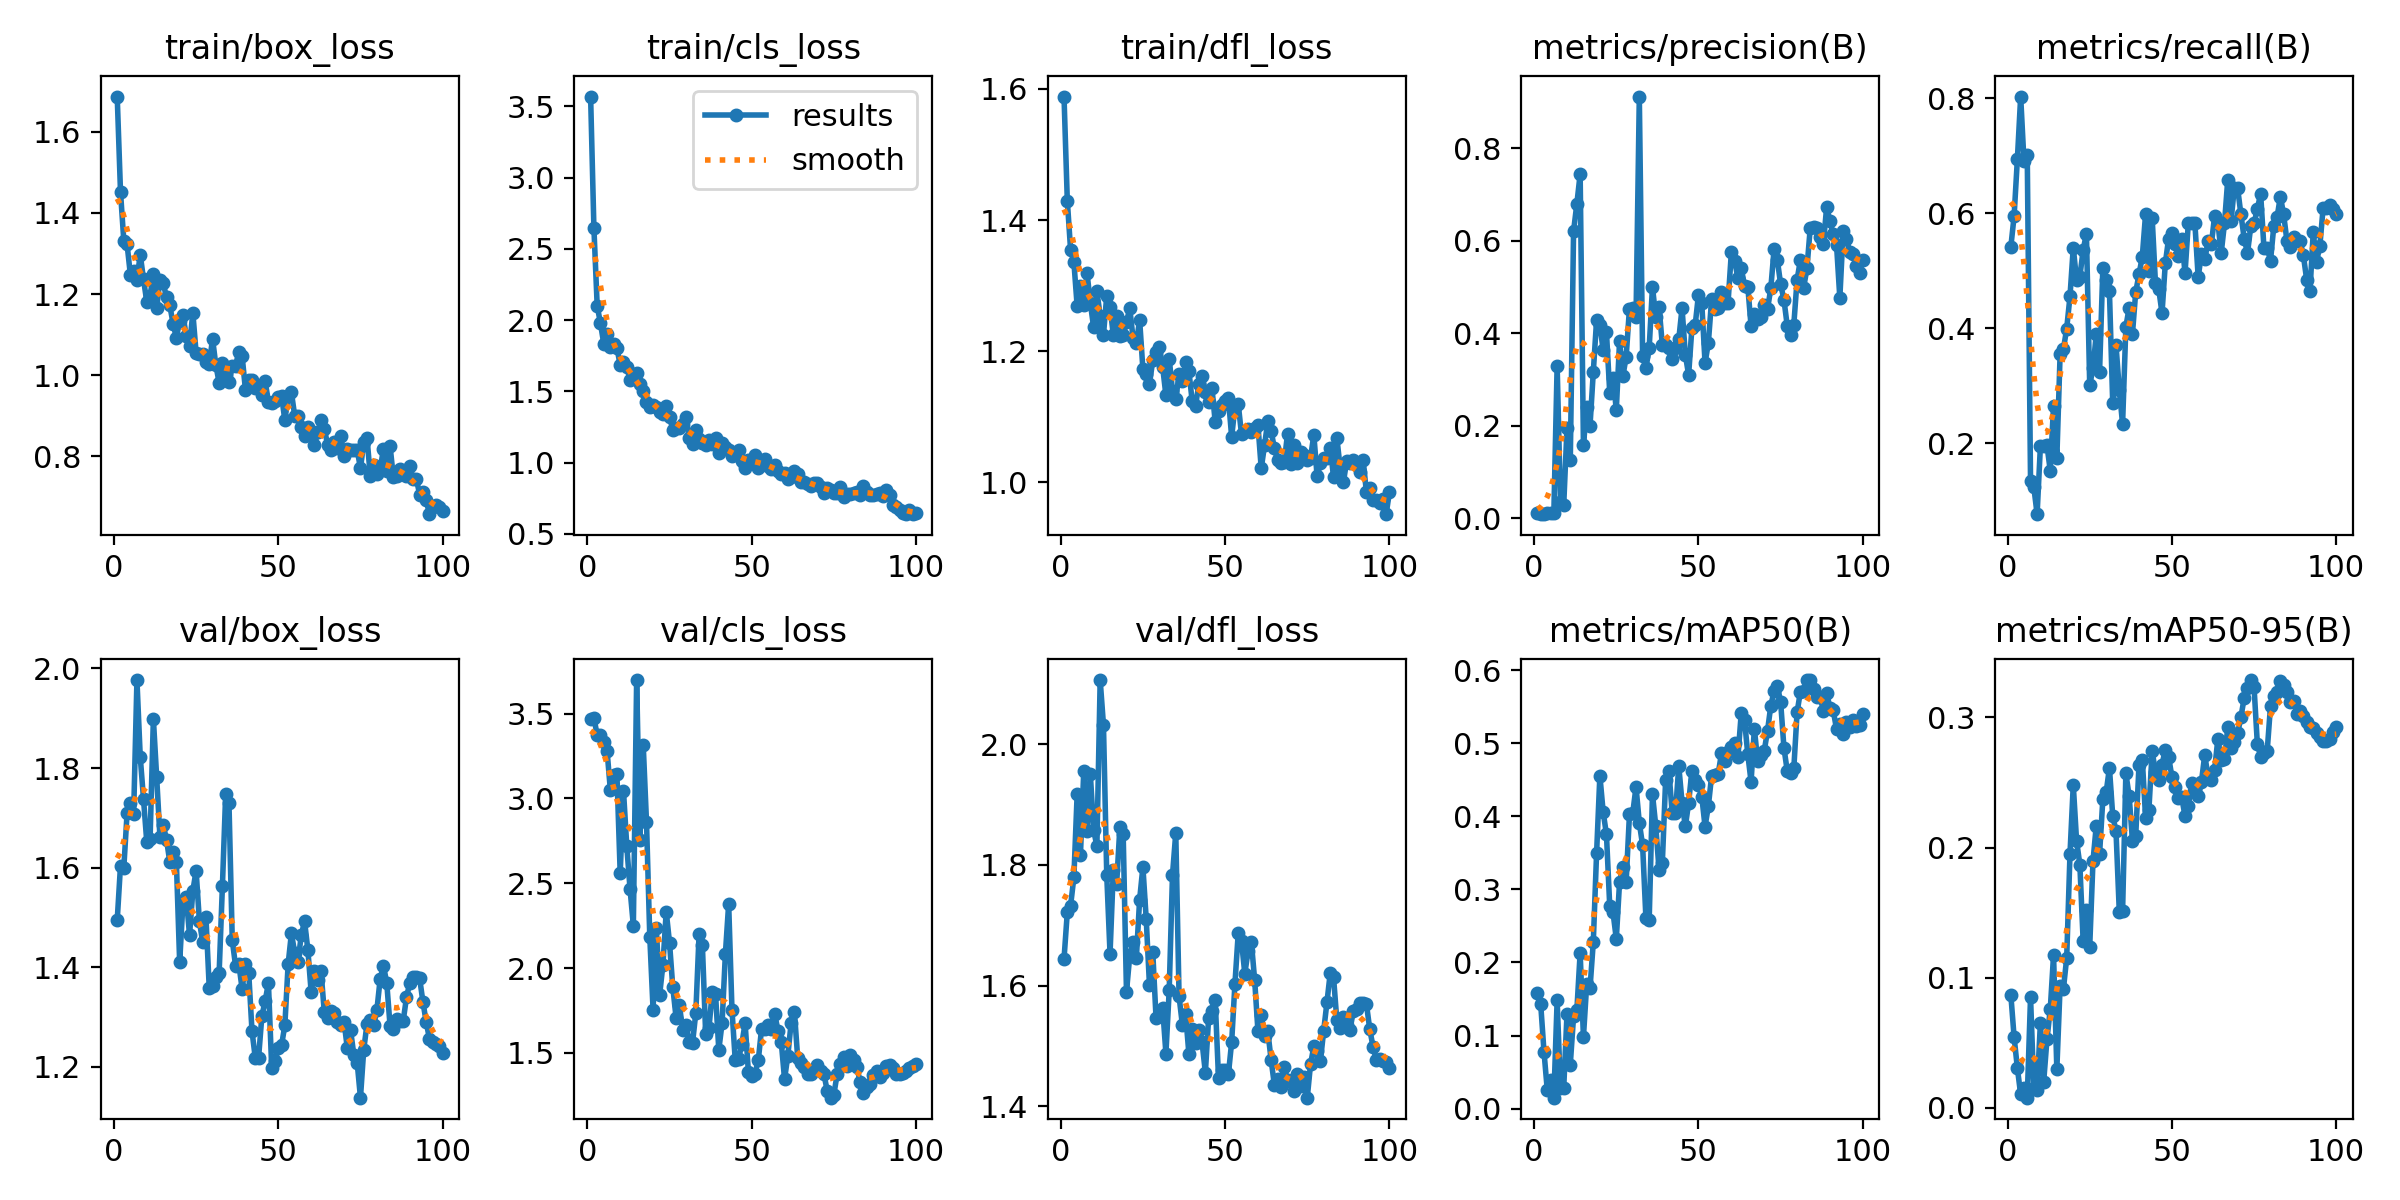 train/box_loss
1.6
1.4
1.2
1.0
0.8
0 50 100
train/cls_loss
results
smooth
3.5
3.0
2.5
2.0
1.5
1.0
0.5
0 50 100
train/dfl_loss
1.6
1.4
1.2
1.0
0 50 100
metrics/precision(B)
0.8
0.6
0.4
0.2
0.0
0 50 100
metrics/recall(B)
0.8
0.6
0.4
0.2
0 50 100
val/box_loss
2.0
1.8
1.6
1.4
1.2
0 50 100
val/cls_loss
3.5
3.0
2.5
2.0
1.5
0 50 100
val/dfl_loss
2.0
1.8
1.6
1.4
0 50 100
metrics/mAP50(B)
0.6
0.5
0.4
0.3
0.2
0.1
0.0
0 50 100
metrics/mAP50-95(B)
0.3
0.2
0.1
0.0
0 50 100